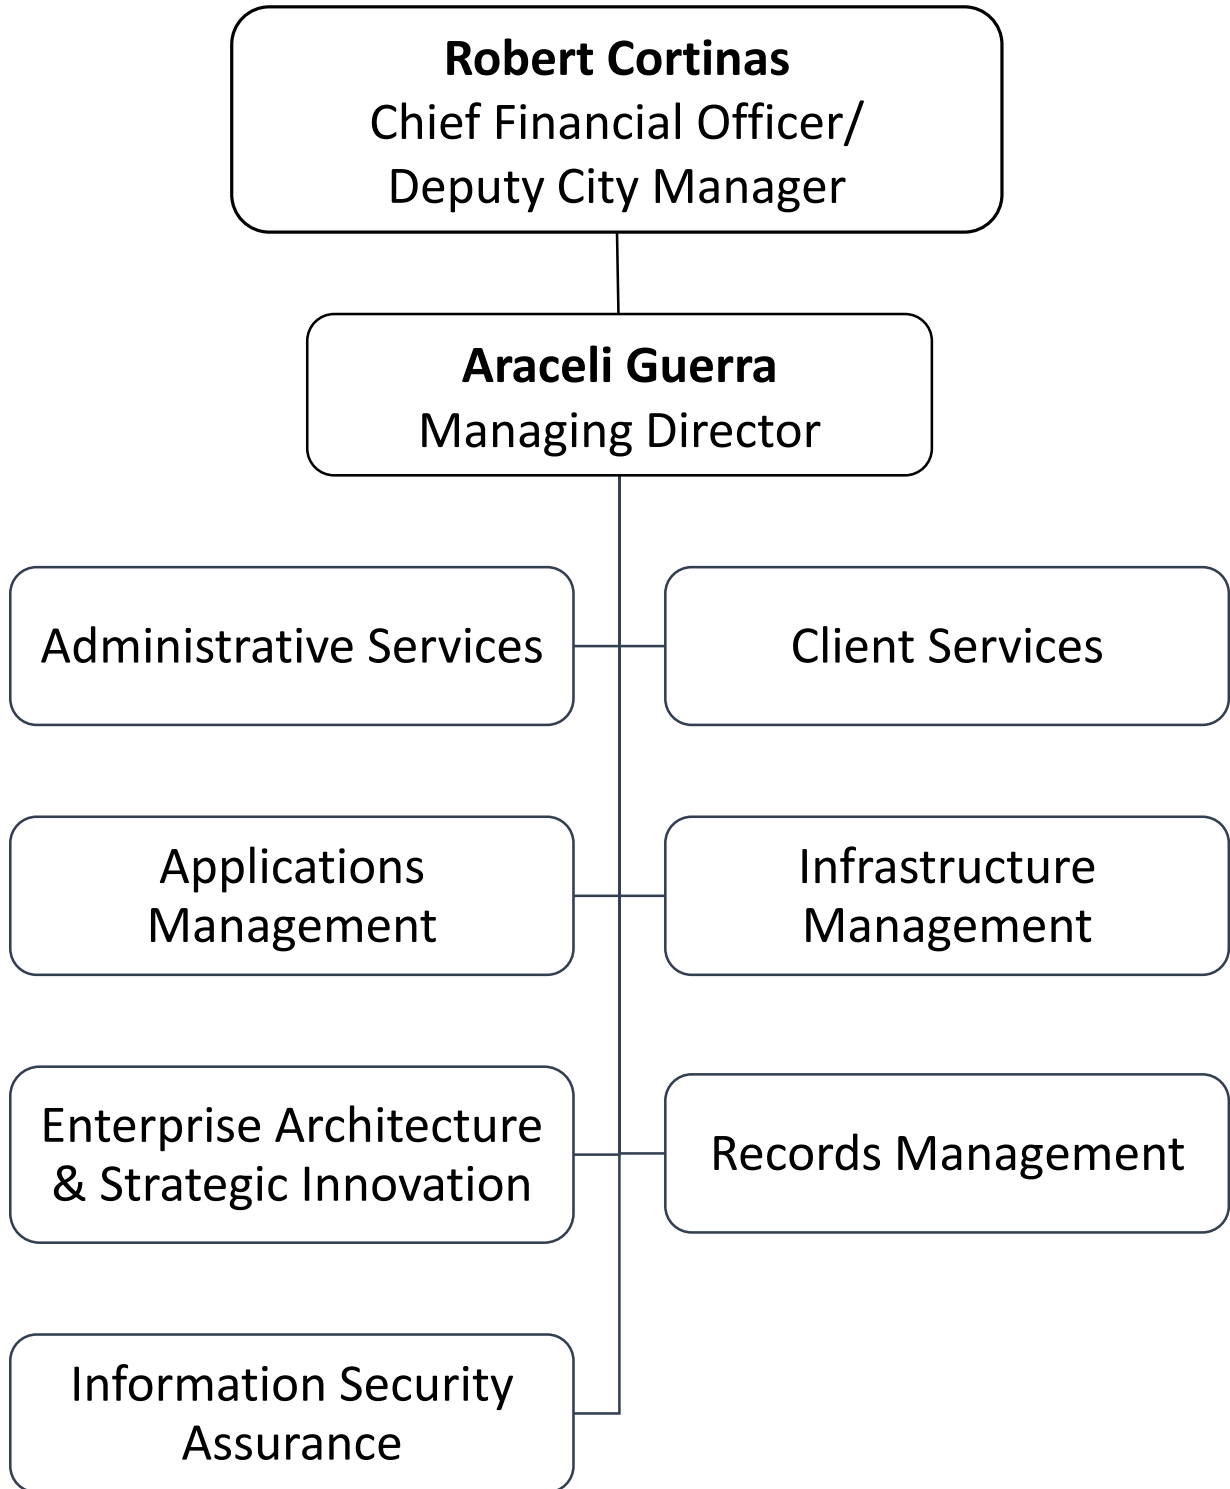 Robert Cortinas
Chief Financial Officer/
Deputy City Manager
Araceli Guerra
Managing Director
Administrative Services
Client Services
Applications
Management
Infrastructure
Management
Enterprise Architecture
& Strategic Innovation
Records Management
Information Security
Assurance